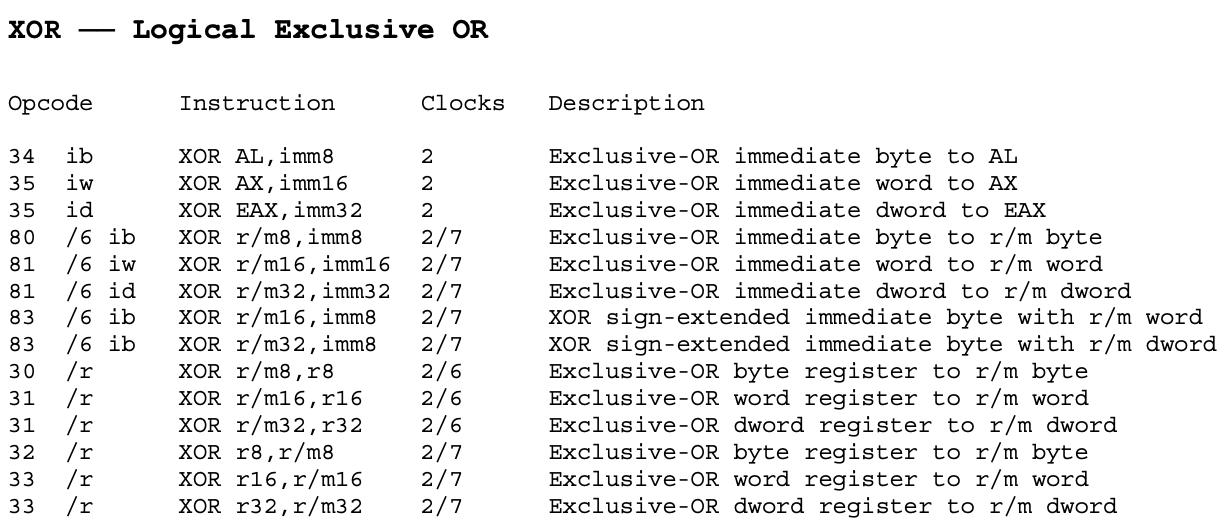 XOR — Logical Exclusive OR
Opcode Instruction Clocks Description
34 ib XOR AL,imm8 2 Exclusive-OR immediate byte to AL
35 iw XOR AX,imm16 2 Exclusive-OR immediate word to AX
35 id XOR EAX,imm32 2 Exclusive-OR immediate dword to EAX
80 /6 ib XOR r/m8,imm8 2/7 Exclusive-OR immediate byte to r/m byte
81 /6 iw XOR r/m16,imm16 2/7 Exclusive-OR immediate word to r/m word
81 /6 id XOR r/m32,imm32 2/7 Exclusive-OR immediate dword to r/m dword
83 /6 ib XOR r/m16,imm8 2/7 XOR sign-extended immediate byte with r/m word
83 /6 ib XOR r/m32,imm8 2/7 XOR sign-extended immediate byte with r/m dword
30 /r XOR r/m8,r8 2/6 Exclusive-OR byte register to r/m byte
31 /r XOR r/m16,r16 2/6 Exclusive-OR word register to r/m word
31 /r XOR r/m32,r32 2/6 Exclusive-OR dword register to r/m dword
32 /r XOR r8,r/m8 2/7 Exclusive-OR byte register to r/m byte
33 /r XOR r16,r/m16 2/7 Exclusive-OR word register to r/m word
33 /r XOR r32,r/m32 2/7 Exclusive-OR dword register to r/m dword